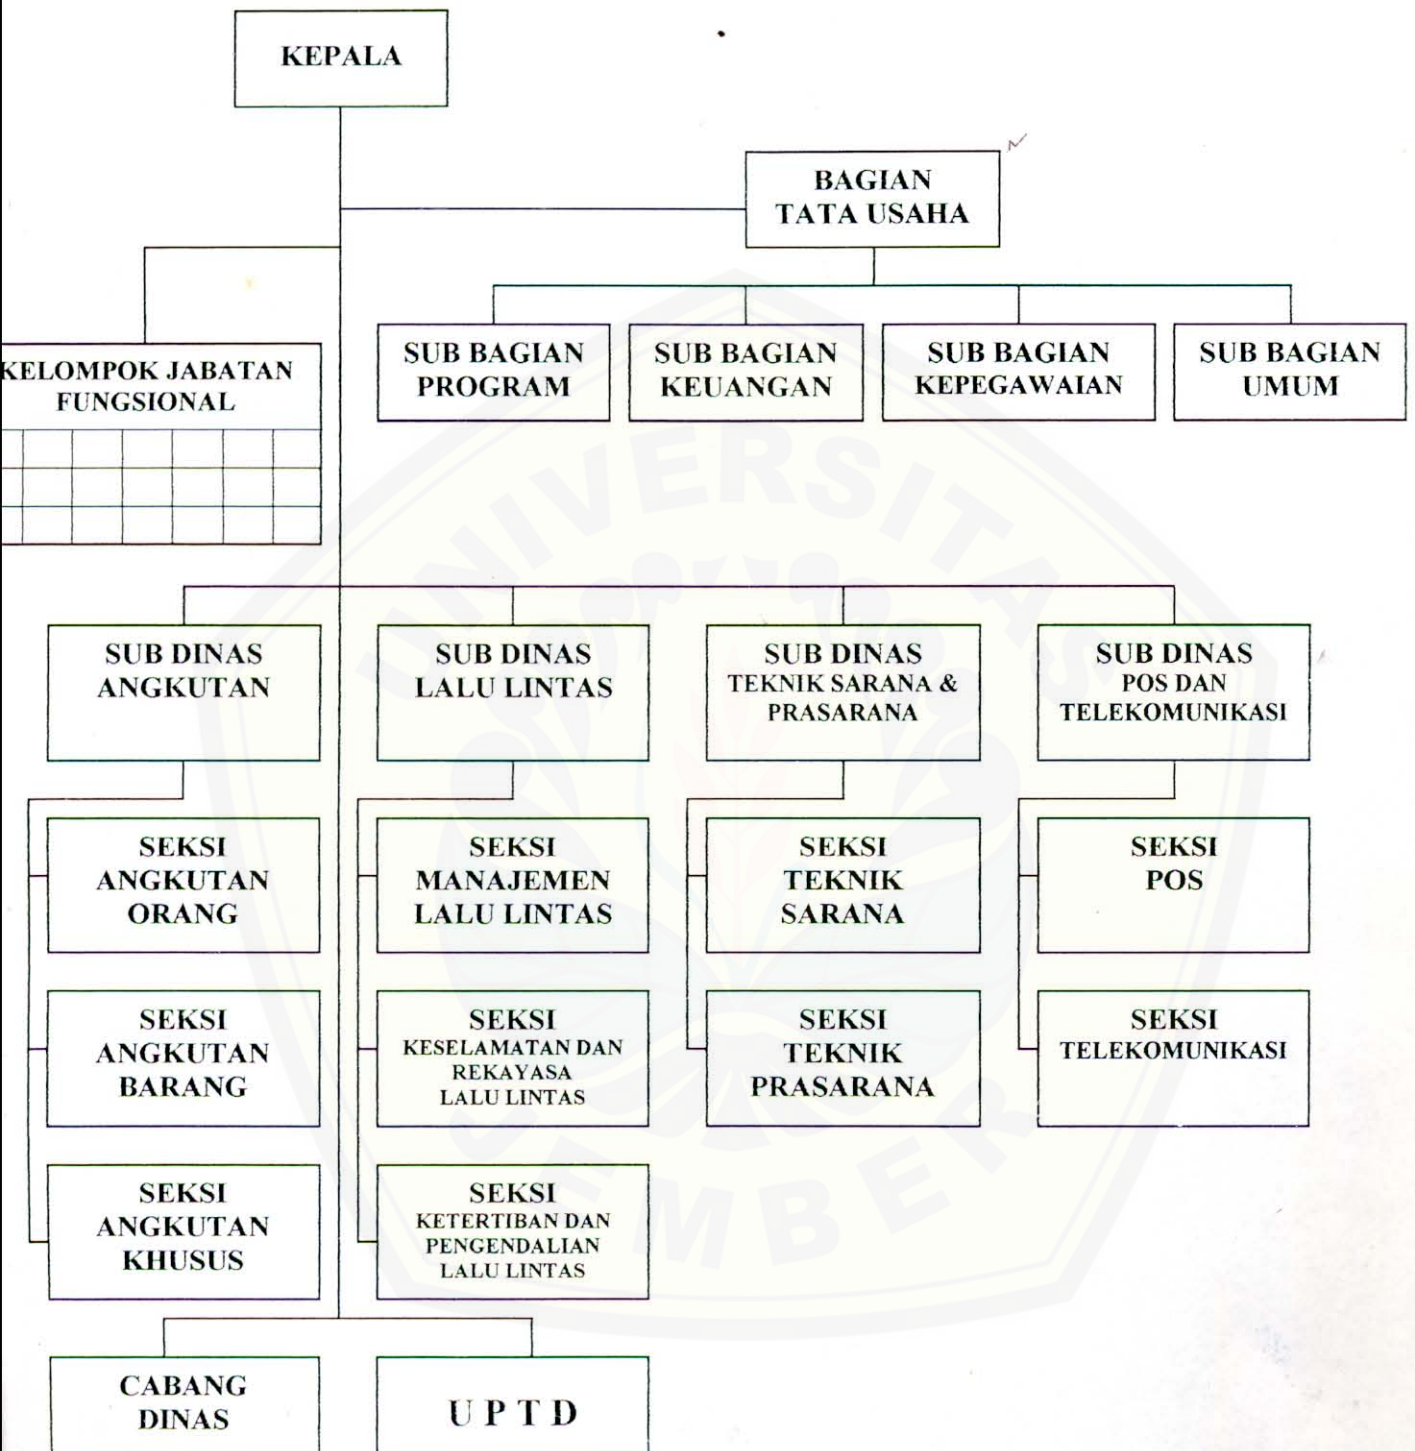 KEPALA
BAGIAN
TATA USAHA
KELOMPOK JABATAN
FUNGSIONAL
SUB BAGIAN
PROGRAM
SUB BAGIAN
KEUANGAN
SUB BAGIAN
KEPEGAWAIAN
SUB BAGIAN
UMUM
SUB DINAS
ANGKUTAN
SUB DINAS
LALU LINTAS
SUB DINAS
TEKNIK SARANA &
PRASARANA
SUB DINAS
POS DAN
TELEKOMUNIKASI
SEKSI
ANGKUTAN
ORANG
SEKSI
MANAJEMEN
LALU LINTAS
SEKSI
TEKNIK
SARANA
SEKSI
POS
SEKSI
ANGKUTAN
BARANG
SEKSI
KESELAMATAN DAN
REKAYASA
LALU LINTAS
SEKSI
TEKNIK
PRASARANA
SEKSI
TELEKOMUNIKASI
SEKSI
ANGKUTAN
KHUSUS
SEKSI
KETERTIBAN DAN
PENGENDALIAN
LALU LINTAS
CABANG
DINAS
U P T D
UNIVERSITAS
JEMBER